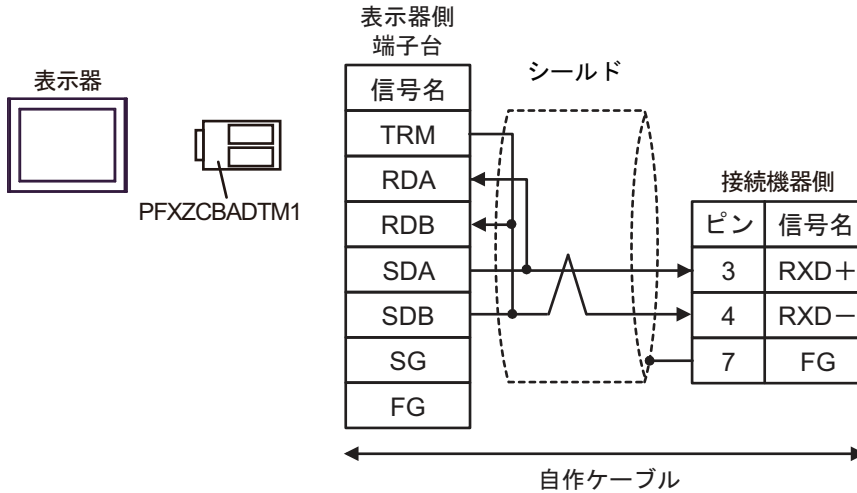 表示器
PFXZCBADTM1
表示器側
端子台
信号名
TRM
RDA
RDB
SDA
SDB
SG
FG
シールド
接続機器側
ピン 信号名
3 RXD＋
4 RXD－
7 FG
自作ケーブル